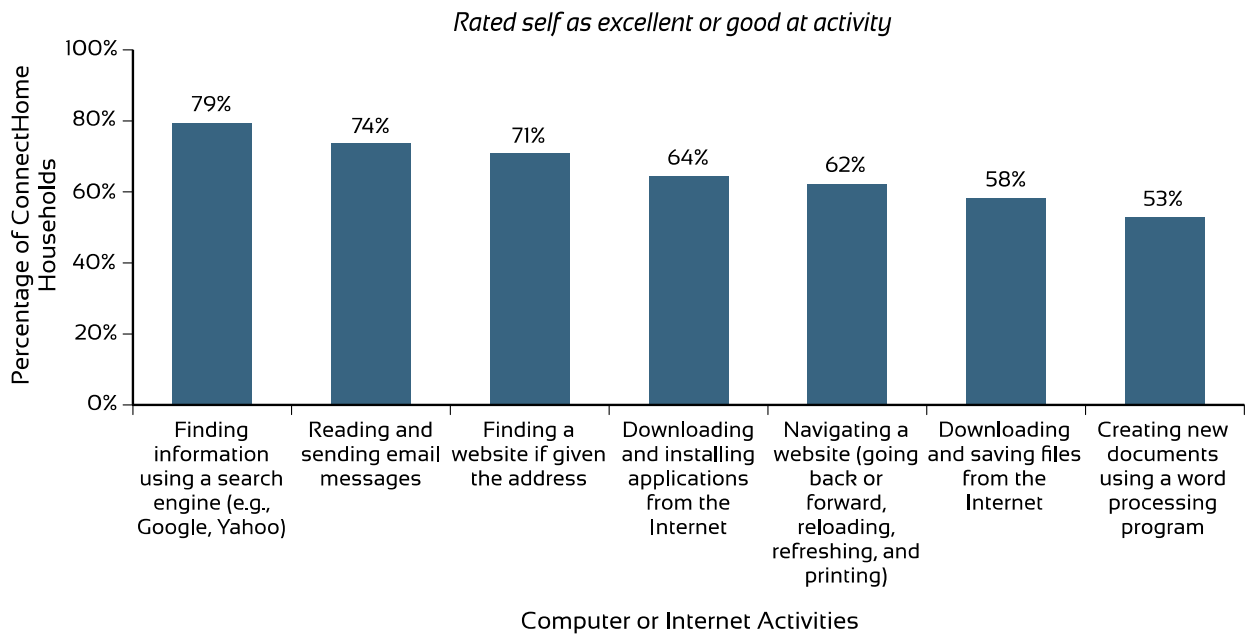 Rated self as excellent or good at activity
Percentage of ConnectHome
Households
100%
80%
60%
40%
20%
0%
79%
74%
71%
64%
62%
58%
53%
Finding
information
using a search
engine (e.g.,
Google, Yahoo)
Reading and
sending email
messages
Finding a
website if given
the address
Downloading
and installing
applications
from the
Internet
Navigating a
website (going
back or
forward,
reloading,
refreshing, and
printing)
Downloading
and saving files
from the
Internet
Creating new
documents
using a word
processing
program
Computer or Internet Activities